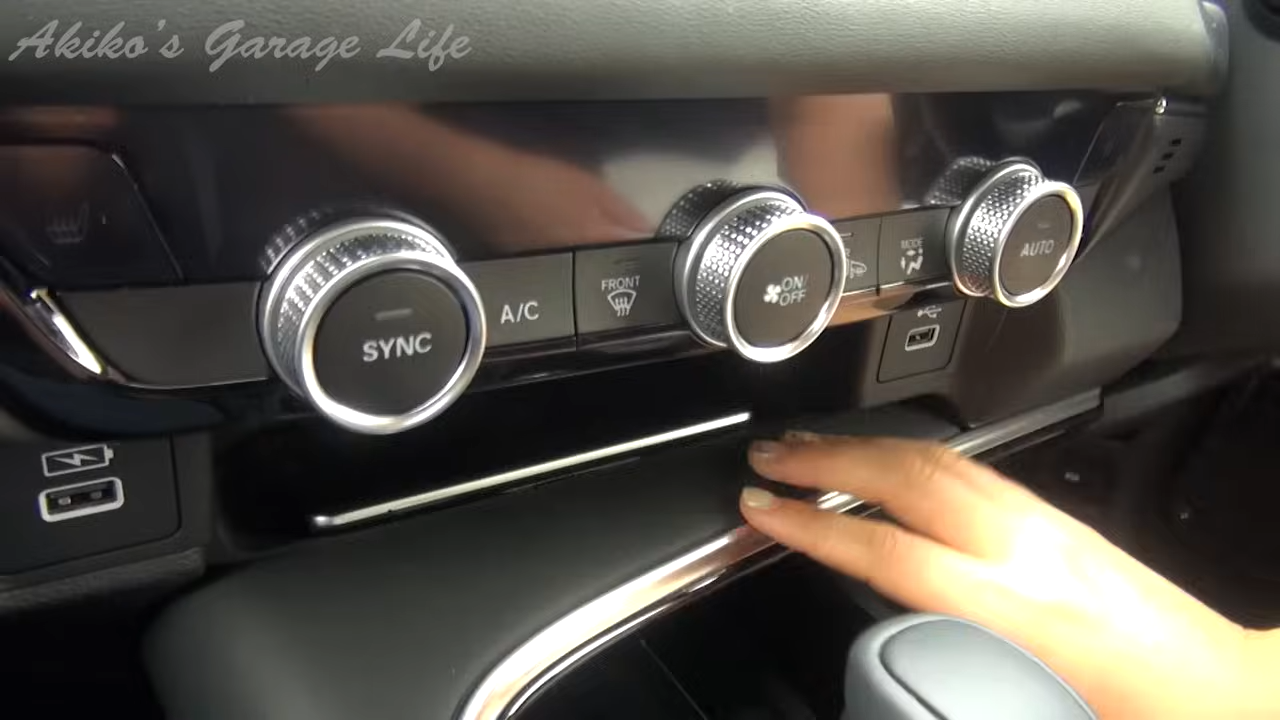 Akiko's Garage Life
SYNC
A/C
FRONT
ON/
OFF
MODE
AUTO